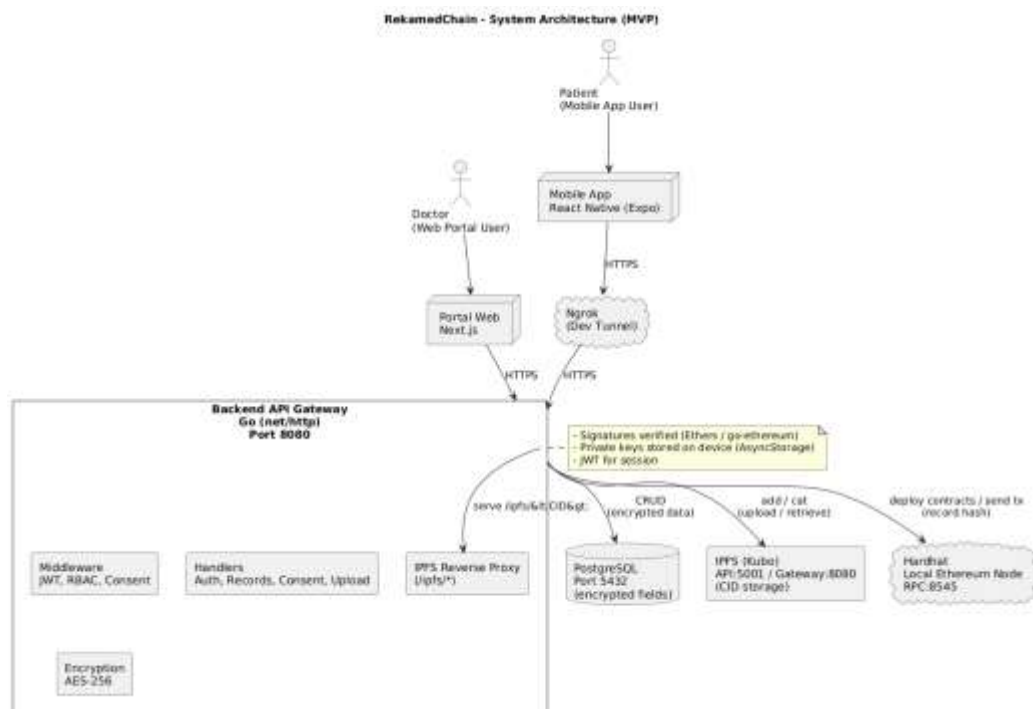 RekamedChain - System Architecture (MVP)
Patient
(Mobile App User)
Mobile App
React Native (Expo)
Doctor
(Web Portal User)
HTTPS
Portal Web
Next.js
Ngrok
(Dev Tunnel)
HTTPS
HTTPS
Backend API Gateway
Go (net/http)
Port 8080
- Signatures verified (Ethers / go-ethereum)
- Private keys stored on device (AsyncStorage)
- JWT for session
serve /ipfs/&lt;CID&gt;
CRUD
(encrypted data)
add / cat
(upload / retrieve)
deploy contracts / send tx
(record hash)
Middleware
JWT, RBAC, Consent
Handlers
Auth, Records, Consent, Upload
IPFS Reverse Proxy
(/ipfs/*)
PostgreSQL
Port 5432
(encrypted fields)
IPFS (Kubo)
API:5001 / Gateway:8080
(CID storage)
Hardhat
Local Ethereum Node
RPC:8545
Encryption
AES-256